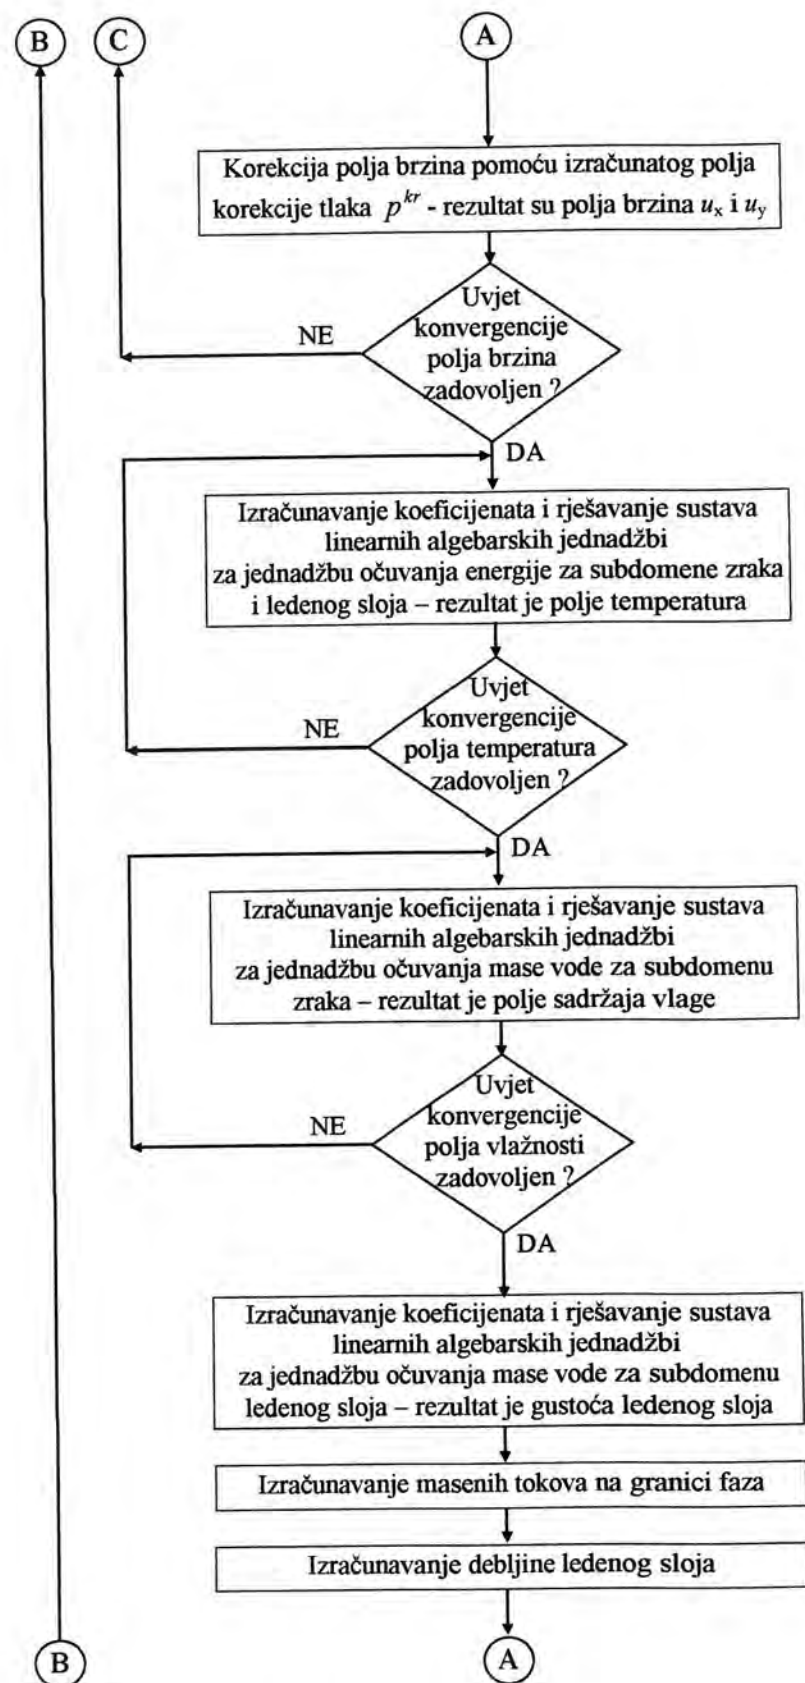 B
C
A
Korekcija polja brzina pomoću izračunatog polja
korekcije tlaka p^{kr} - rezultat su polja brzina u_x i u_y
Uvjet
konvergencije
polja brzina
zadovoljen ?
NE
DA
Izračunavanje koeficijenata i rješavanje sustava
linearnih algebarskih jednadžbi
za jednadžbu očuvanja energije za subdomene zraka
i ledenog sloja – rezultat je polje temperatura
Uvjet
konvergencije
polja temperatura
zadovoljen ?
NE
DA
Izračunavanje koeficijenata i rješavanje sustava
linearnih algebarskih jednadžbi
za jednadžbu očuvanja mase vode za subdomenu
zraka – rezultat je polje sadržaja vlage
Uvjet
konvergencije
polja vlažnosti
zadovoljen ?
NE
DA
Izračunavanje koeficijenata i rješavanje sustava
linearnih algebarskih jednadžbi
za jednadžbu očuvanja mase vode za subdomenu
ledenog sloja – rezultat je gustoća ledenog sloja
Izračunavanje masenih tokova na granici faza
Izračunavanje debljine ledenog sloja
B
A